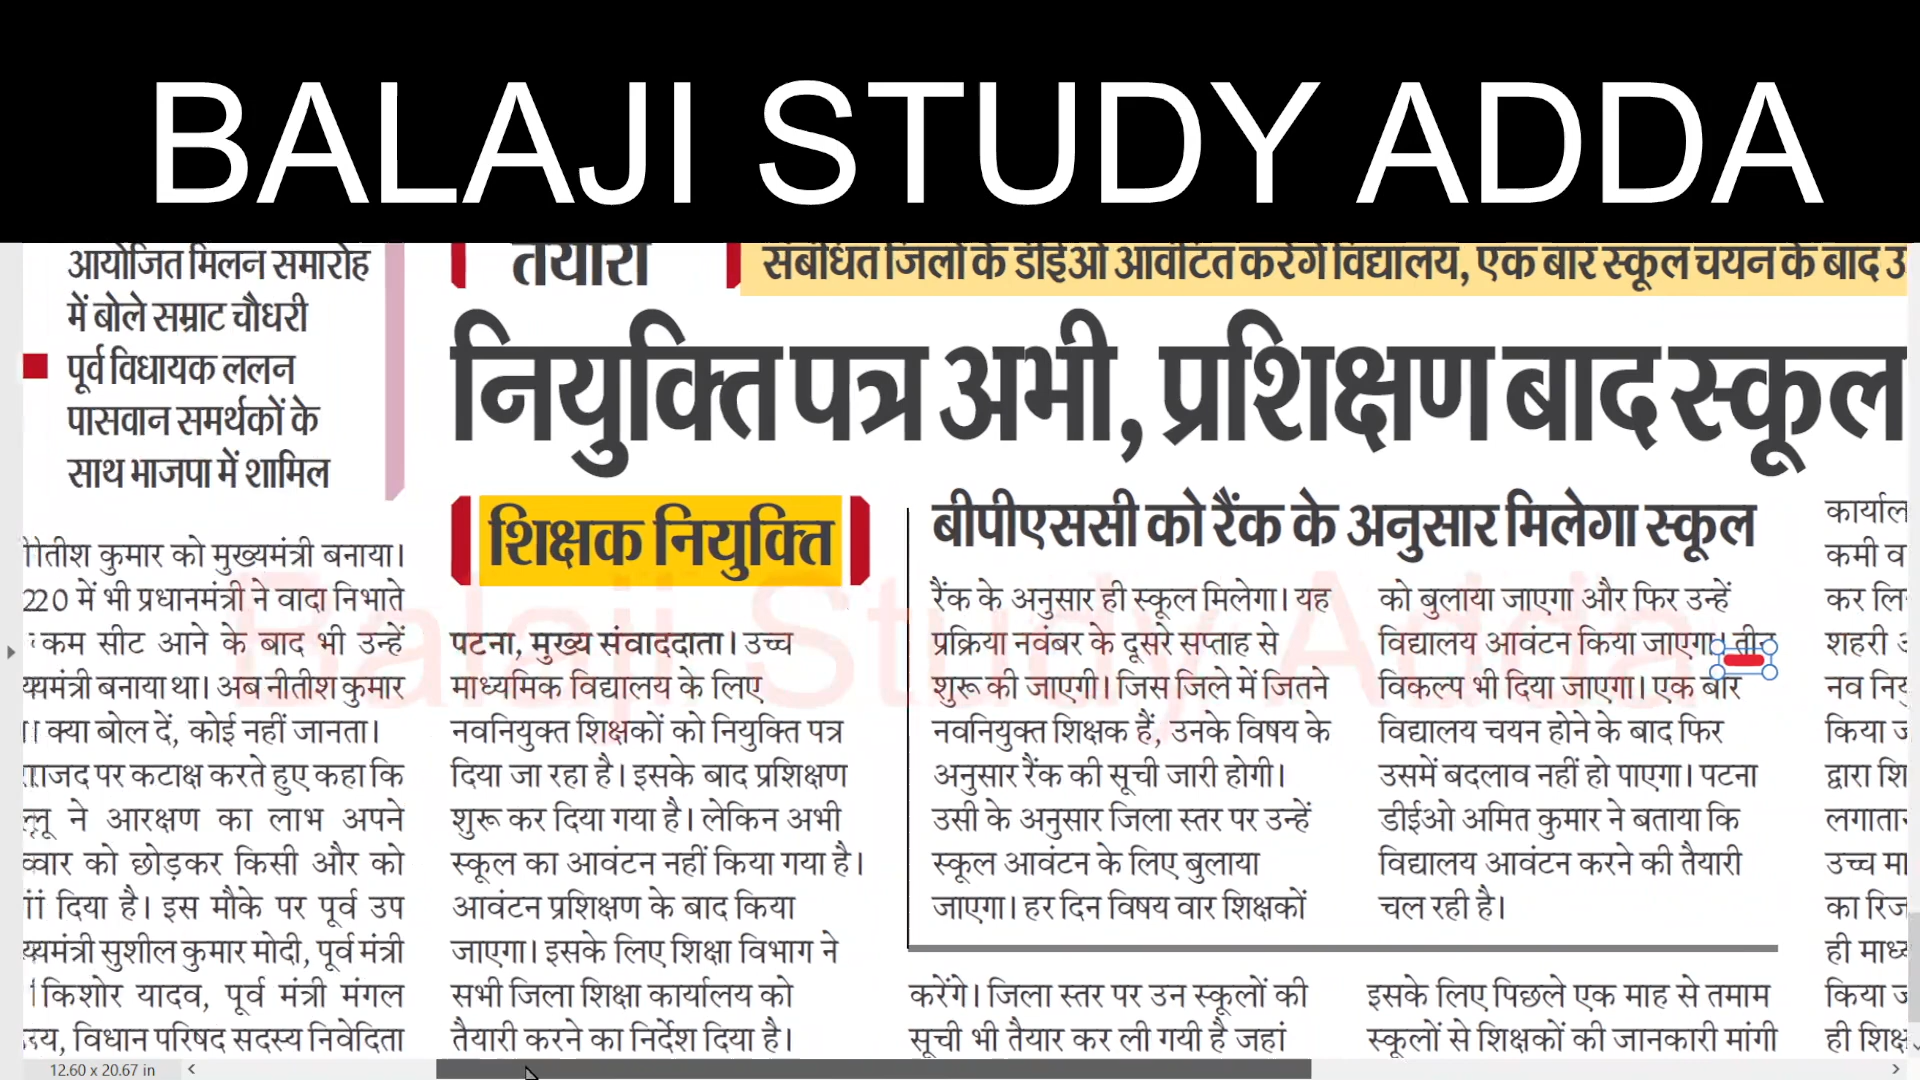 BALAJI STUDY ADDA
आयोजित मिलन समारोह
में बोले सम्राट चौधरी
पूर्व विधायक ललन
पासवान समर्थकों के
साथ भाजपा में शामिल
कुमार को मुख्यमंत्री बनाया।
में भी प्रधानमंत्री ने वादा निभाते
कम सीट आने के बाद भी उन्हें
बनाया था। अब नीतीश कुमार
क्या बोल दें, कोई नहीं जानता।
पर कटाक्ष करते हुए कहा कि
ने आरक्षण का लाभ अपने
को छोड़कर किसी और को
दिया है। इस मौके पर पूर्व उप
सुशील कुमार मोदी, पूर्व मंत्री
किशोर यादव, पूर्व मंत्री मंगल
विधान परिषद सदस्य निवेदिता
तैयारी
संबंधित जिलों के डीईओ आवंटित करेंगे विद्यालय, एक बार स्कूल चयन के बाद
नियुक्ति पत्र अभी, प्रशिक्षण बाद स्कूल
शिक्षक नियुक्ति
पटना, मुख्य संवाददाता। उच्च
माध्यमिक विद्यालय के लिए
नवनियुक्त शिक्षकों को नियुक्ति पत्र
दिया जा रहा है। इसके बाद प्रशिक्षण
शुरू कर दिया गया है। लेकिन अभी
स्कूल का आवंटन नहीं किया गया है।
आवंटन प्रशिक्षण के बाद किया
जाएगा। इसके लिए शिक्षा विभाग ने
सभी जिला शिक्षा कार्यालय को
तैयारी करने का निर्देश दिया है।
बीपीएससी को रैंक के अनुसार मिलेगा स्कूल
रैंक के अनुसार ही स्कूल मिलेगा। यह
प्रक्रिया नवंबर के दूसरे सप्ताह से
शुरू की जाएगी। जिस जिले में जितने
नवनियुक्त शिक्षक हैं, उनके विषय के
अनुसार रैंक की सूची जारी होगी।
उसी के अनुसार जिला स्तर पर उन्हें
स्कूल आवंटन के लिए बुलाया
जाएगा। हर दिन विषय वार शिक्षकों
को बुलाया जाएगा और फिर उन्हें
विद्यालय आवंटन किया जाएगा। तीन
विकल्प भी दिया जाएगा। एक बार
विद्यालय चयन होने के बाद फिर
उसमें बदलाव नहीं हो पाएगा। पटना
डीईओ अमित कुमार ने बताया कि
विद्यालय आवंटन करने की तैयारी
चल रही है।
करेंगे। जिला स्तर पर उन स्कूलों की
सूची भी तैयार कर ली गयी है जहां
इसके लिए पिछले एक माह से तमाम
स्कूलों से शिक्षकों की जानकारी मांगी
कमी
कर
शहरी
नव
किया
द्वारा
लगातार
उच्च
का
ही
किया
ही
Balaji Study Adda
12.60 x 20.67 in